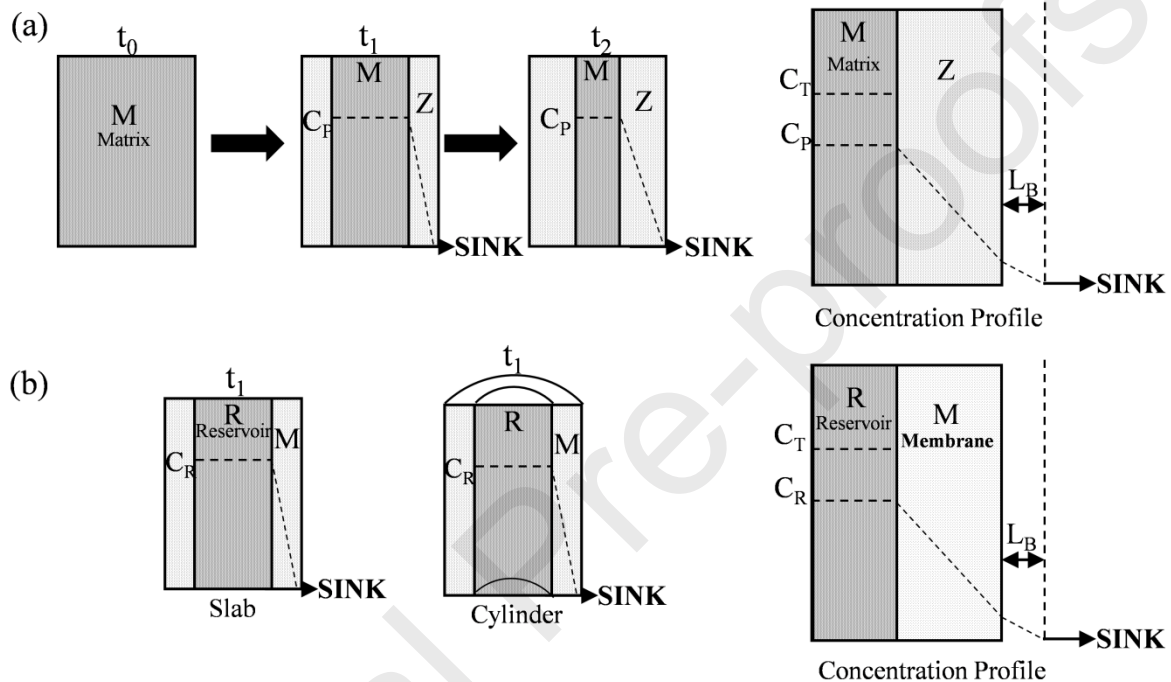 (a)
t0
M
Matrix
t1
M
CP
Z
SINK
t2
M
CP
Z
SINK
M
Matrix
Z
CT
CP
LB
SINK
Concentration Profile
(b)
t1
R
Reservoir
M
CR
SINK
Slab
t1
R
M
CR
SINK
Cylinder
R
Reservoir
M
Membrane
CT
CR
LB
SINK
Concentration Profile
al Pre-proofs